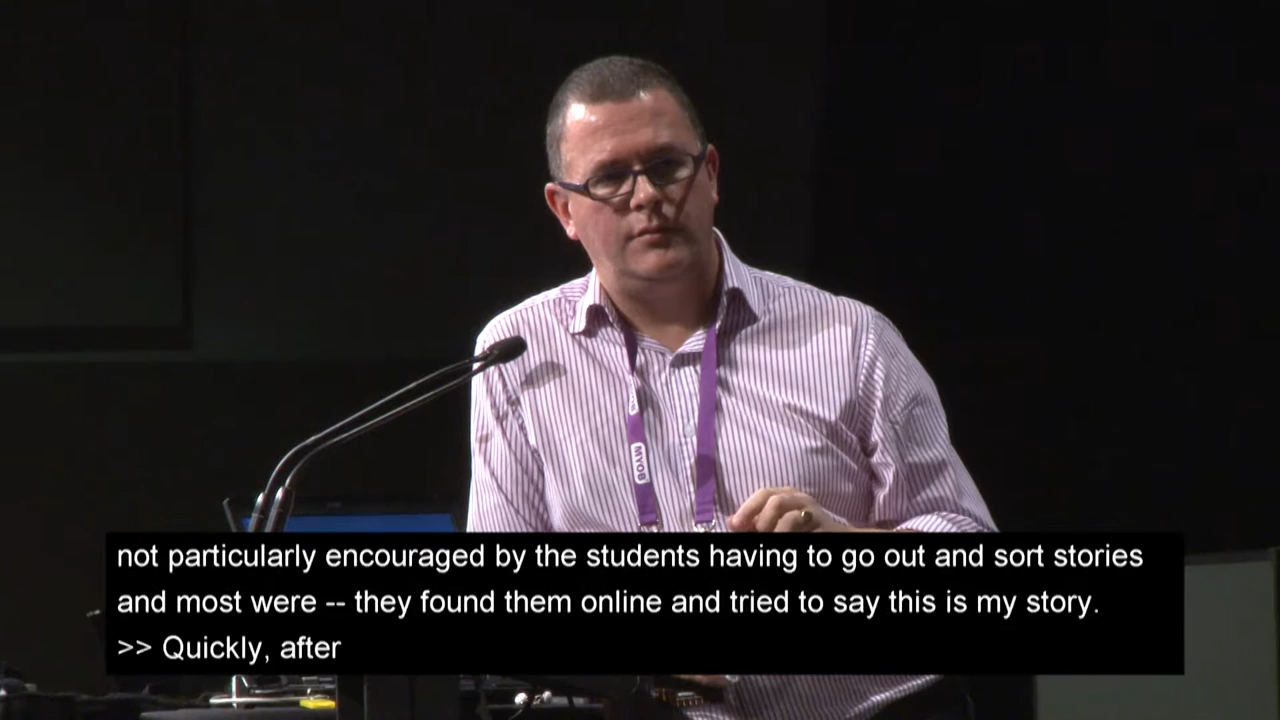 MYOB
not particularly encouraged by the students having to go out and sort stories
and most were -- they found them online and tried to say this is my story.
>> Quickly, after